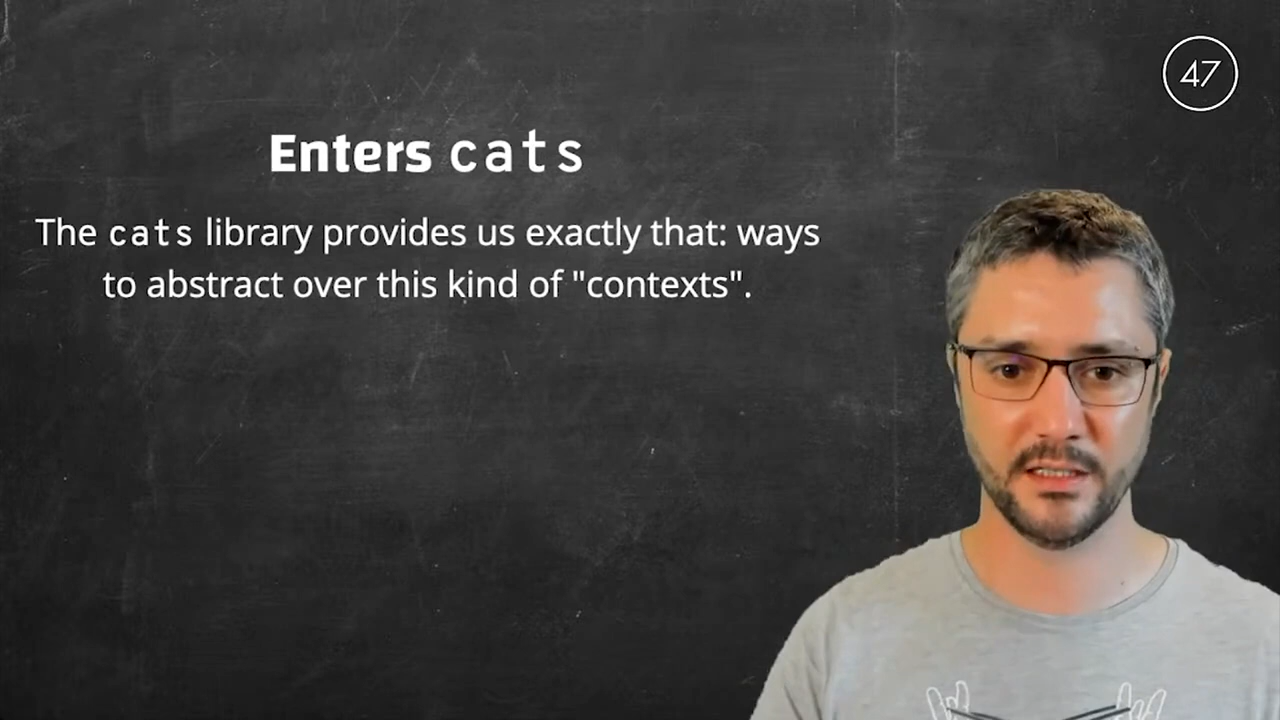 47
Enters cats
The cats library provides us exactly that: ways
to abstract over this kind of "contexts".